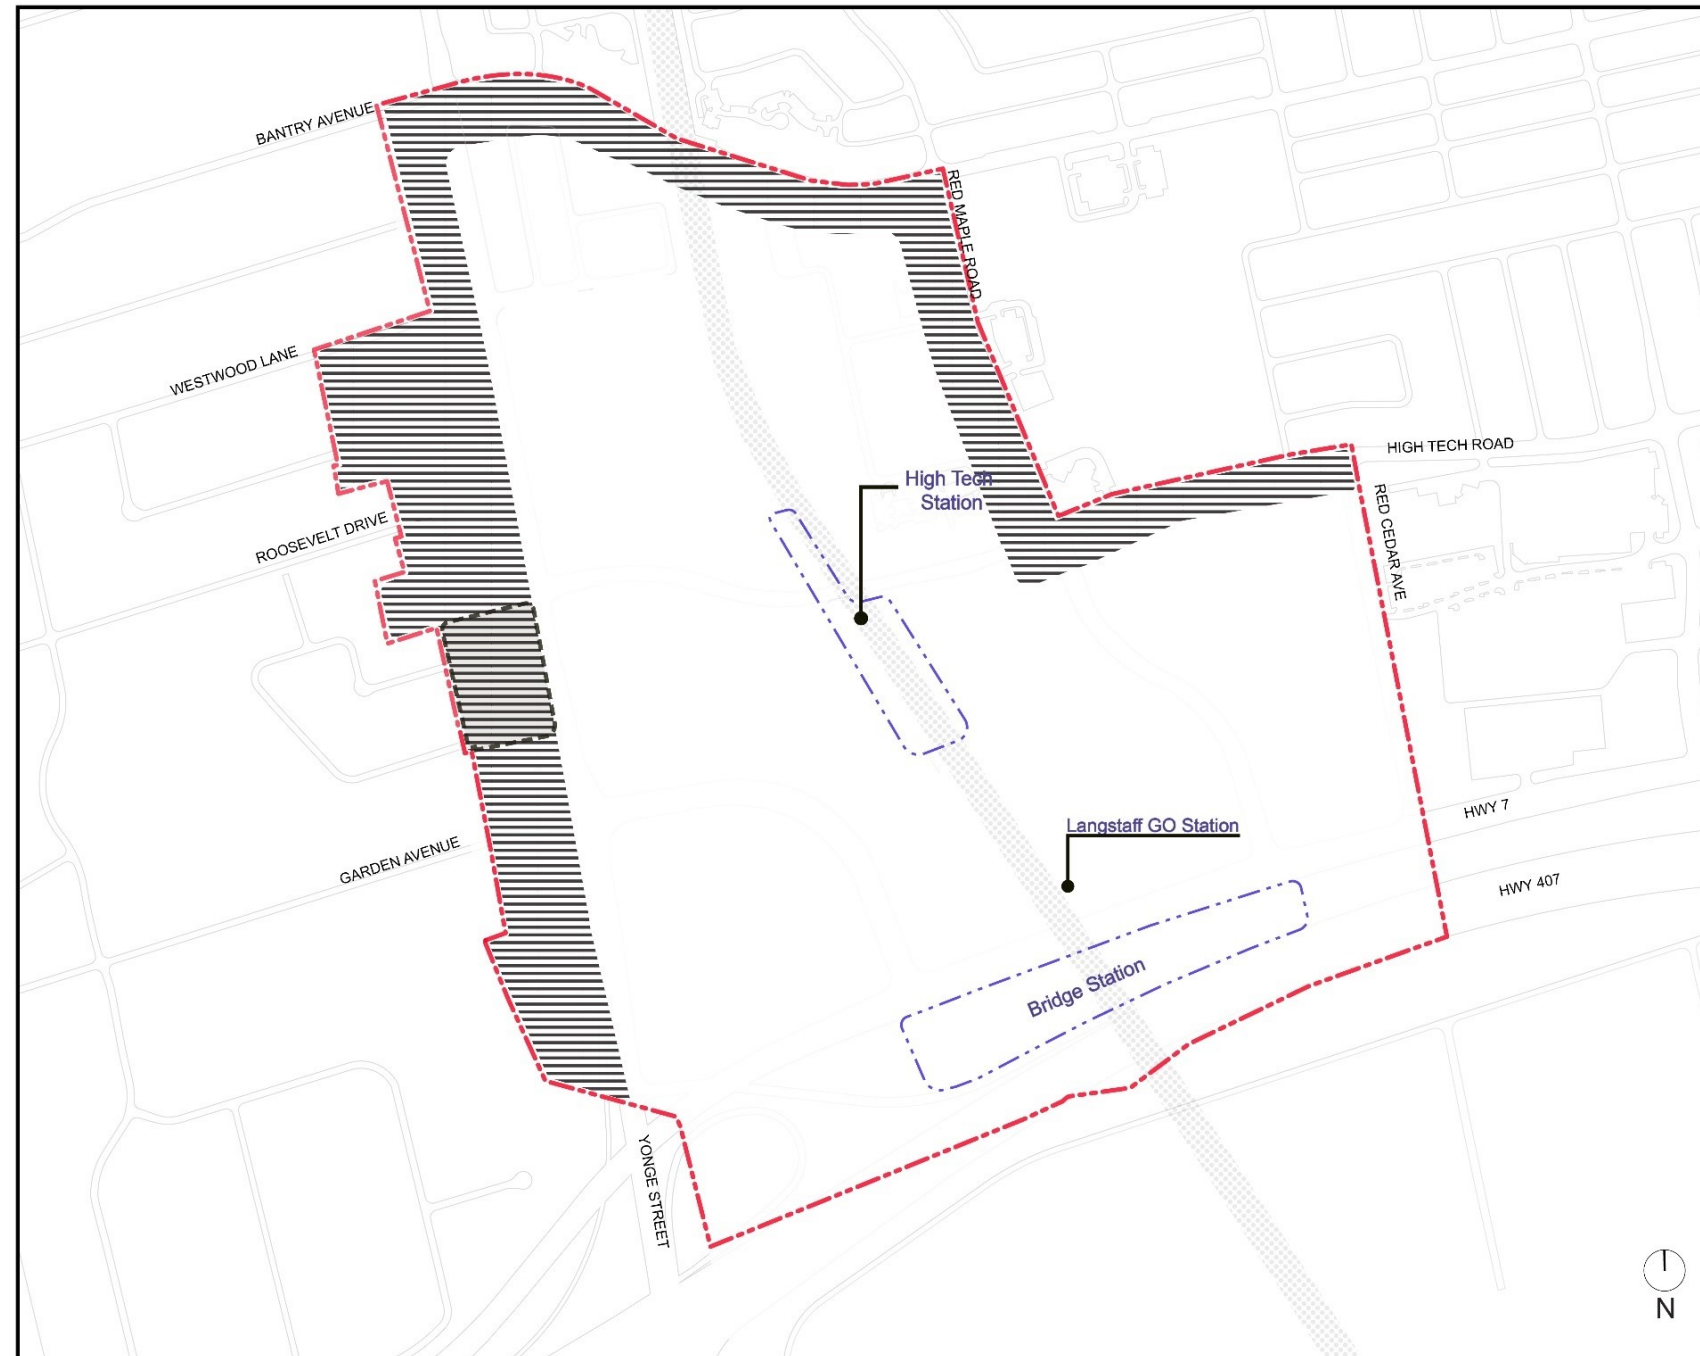 BANTRY AVENUE
RED MAPLE ROAD
WESTWOOD LANE
HIGH TECH ROAD
High Tech
Station
RED CEDAR AVE
ROOSEVELT DRIVE
HWY 7
Langstaff GO Station
GARDEN AVENUE
HWY 407
Bridge Station
YONGE STREET
N